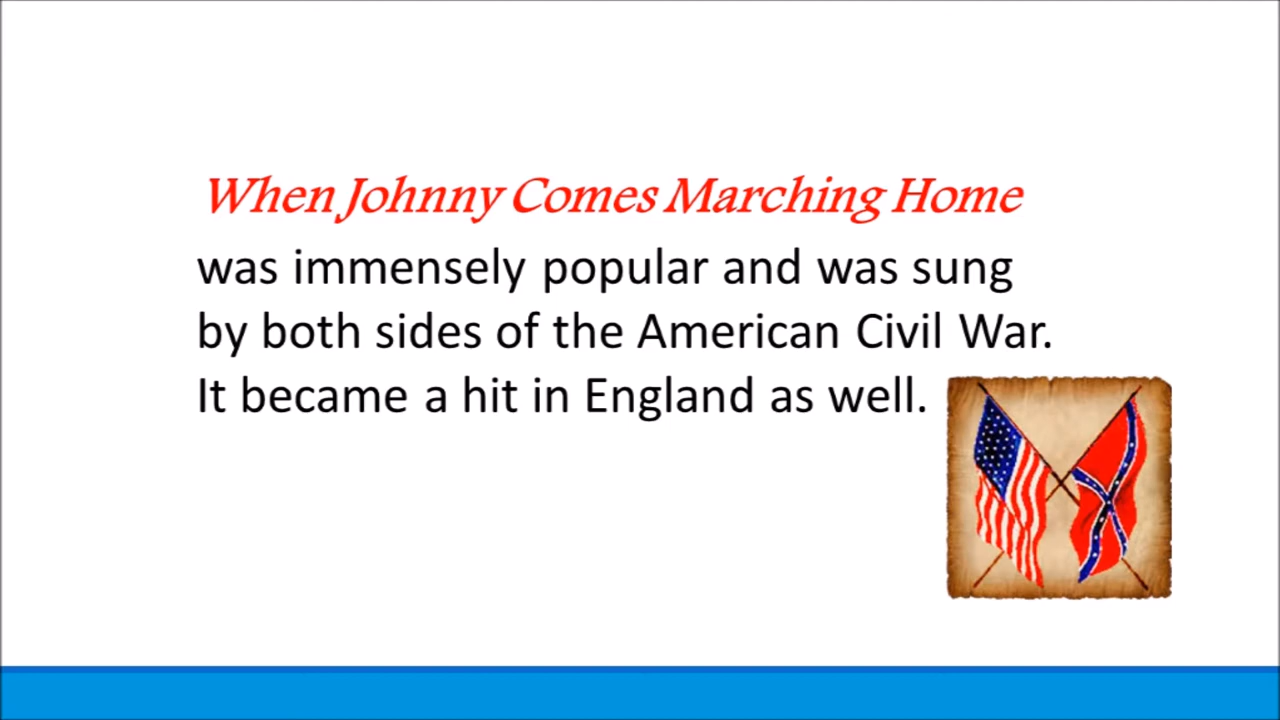 When Johnny Comes Marching Home
was immensely popular and was sung
by both sides of the American Civil War.
It became a hit in England as well.